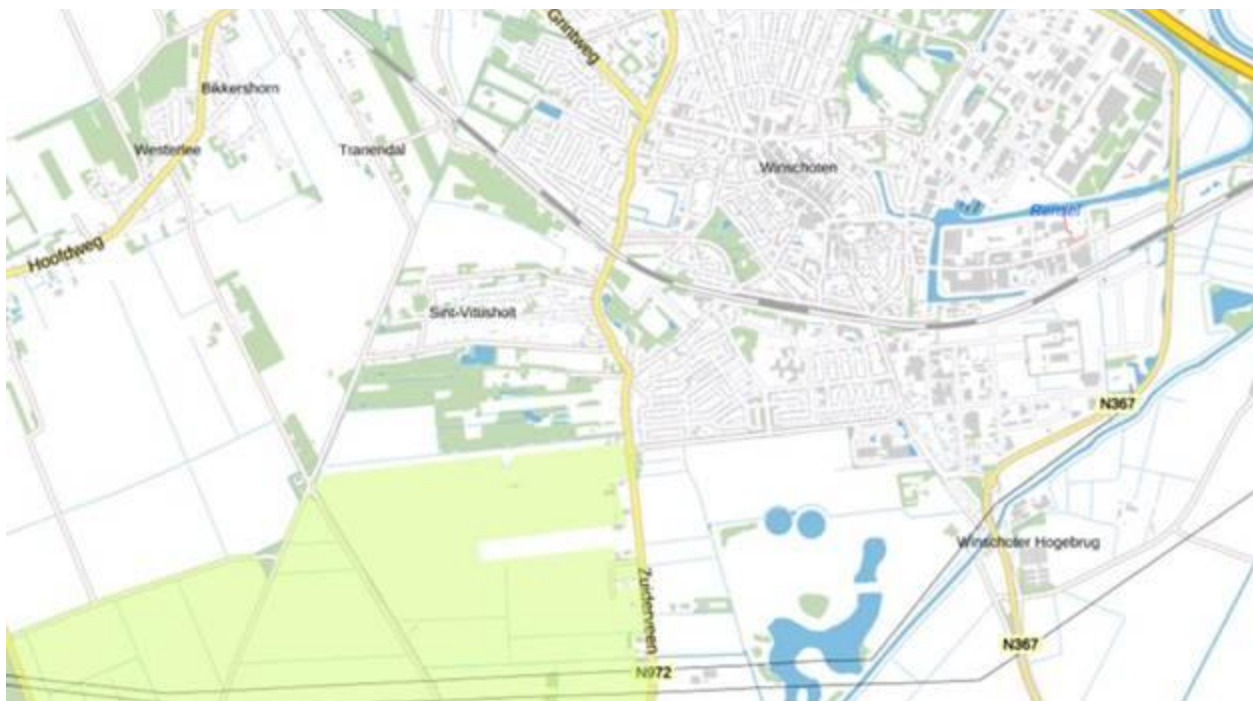 Grintweg
Bikkershorn
Westerlee
Tranendal
Winschoten
Rensel
Hoofdweg
Sint-Vitusholt
N367
Winschoter Hogebrug
Zuiderveen
N367
N972